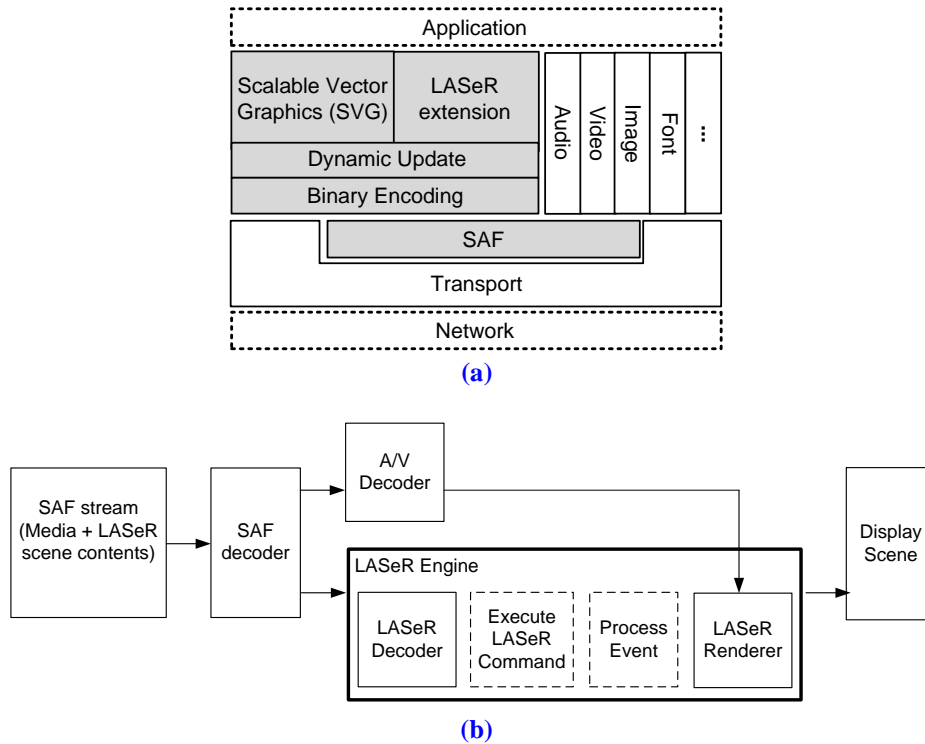 Application
Scalable Vector
Graphics (SVG)
LASeR
extension
Audio
Video
Image
Font
...
Dynamic Update
Binary Encoding
SAF
Transport
Network
(a)
SAF stream
(Media + LASeR
scene contents)
SAF
decoder
A/V
Decoder
LASeR Engine
LASeR
Decoder
Execute
LASeR
Command
Process
Event
LASeR
Renderer
Display
Scene
(b)